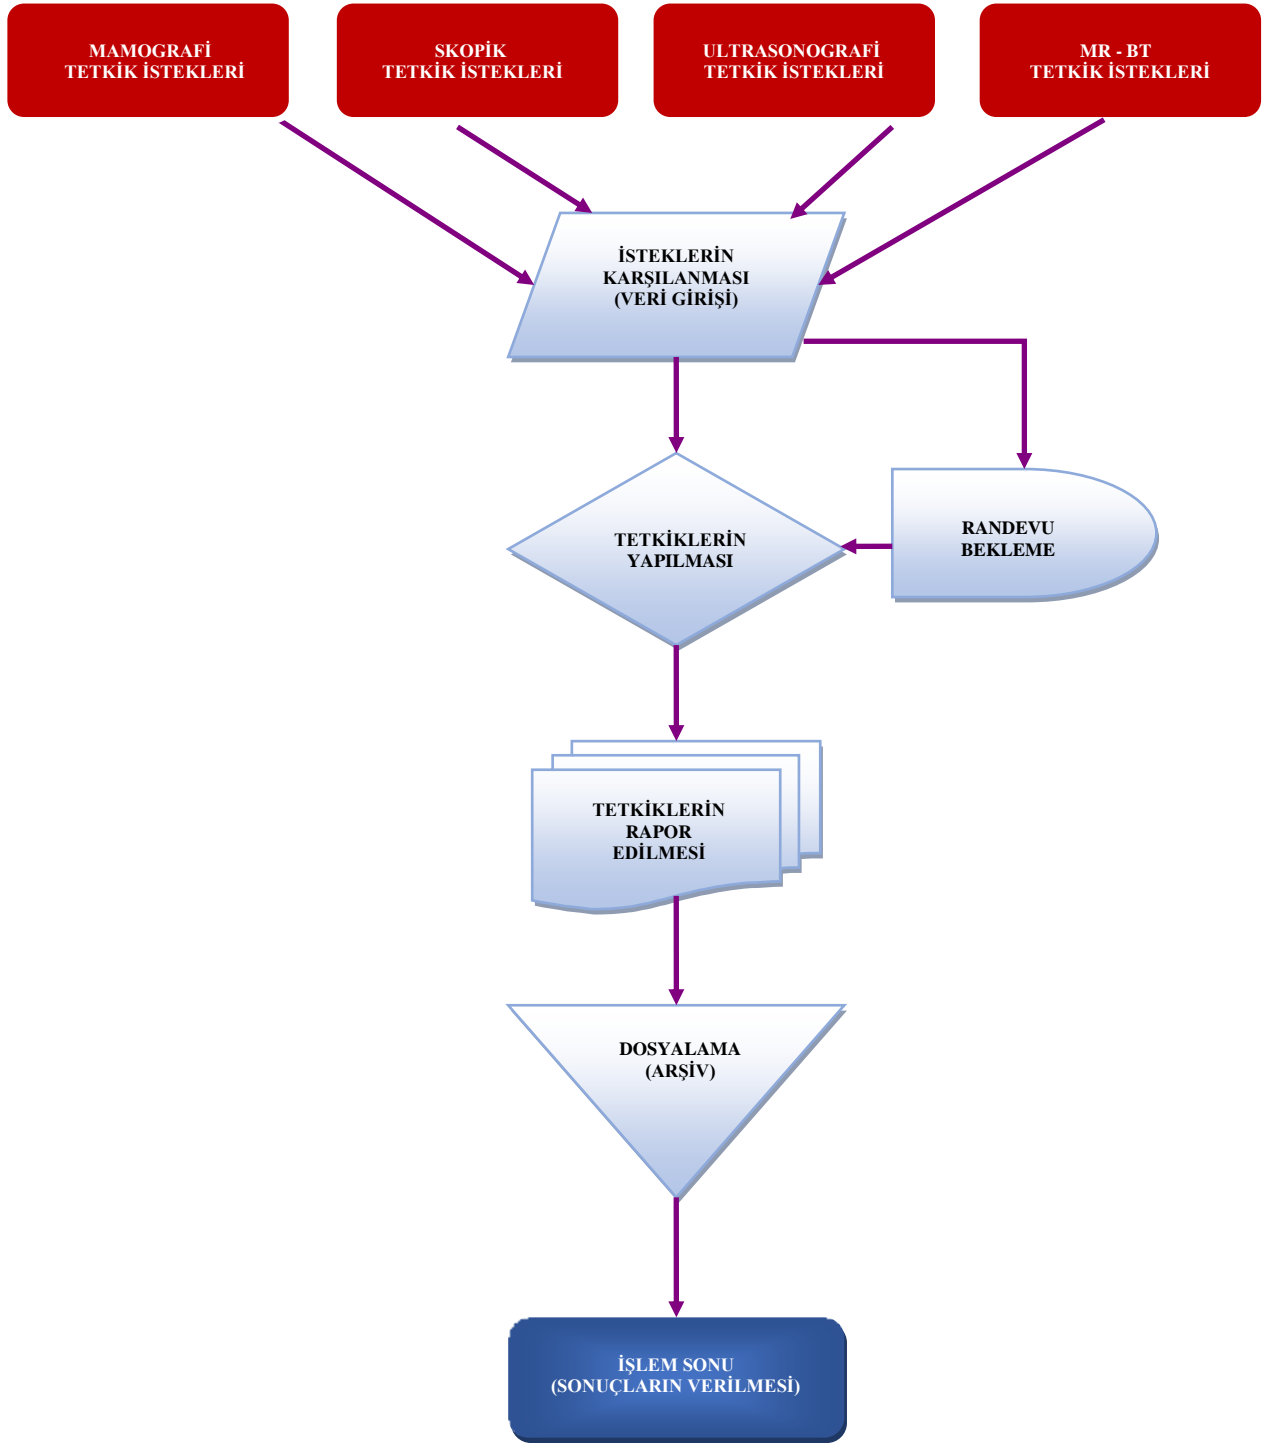 MAMOGRAFİ
TETKİK İSTEKLERİ
SKOPİK
TETKİK İSTEKLERİ
ULTRASONOGRAFİ
TETKİK İSTEKLERİ
MR - BT
TETKİK İSTEKLERİ
İSTEKLERİN
KARŞILANMASI
(VERİ GİRİŞİ)
TETKİKLERİN
YAPILMASI
RANDEVU
BEKLEME
TETKİKLERİN
RAPOR
EDİLMESİ
DOSYALAMA
(ARŞİV)
İŞLEM SONU
(SONUÇLARIN VERİLMESİ)